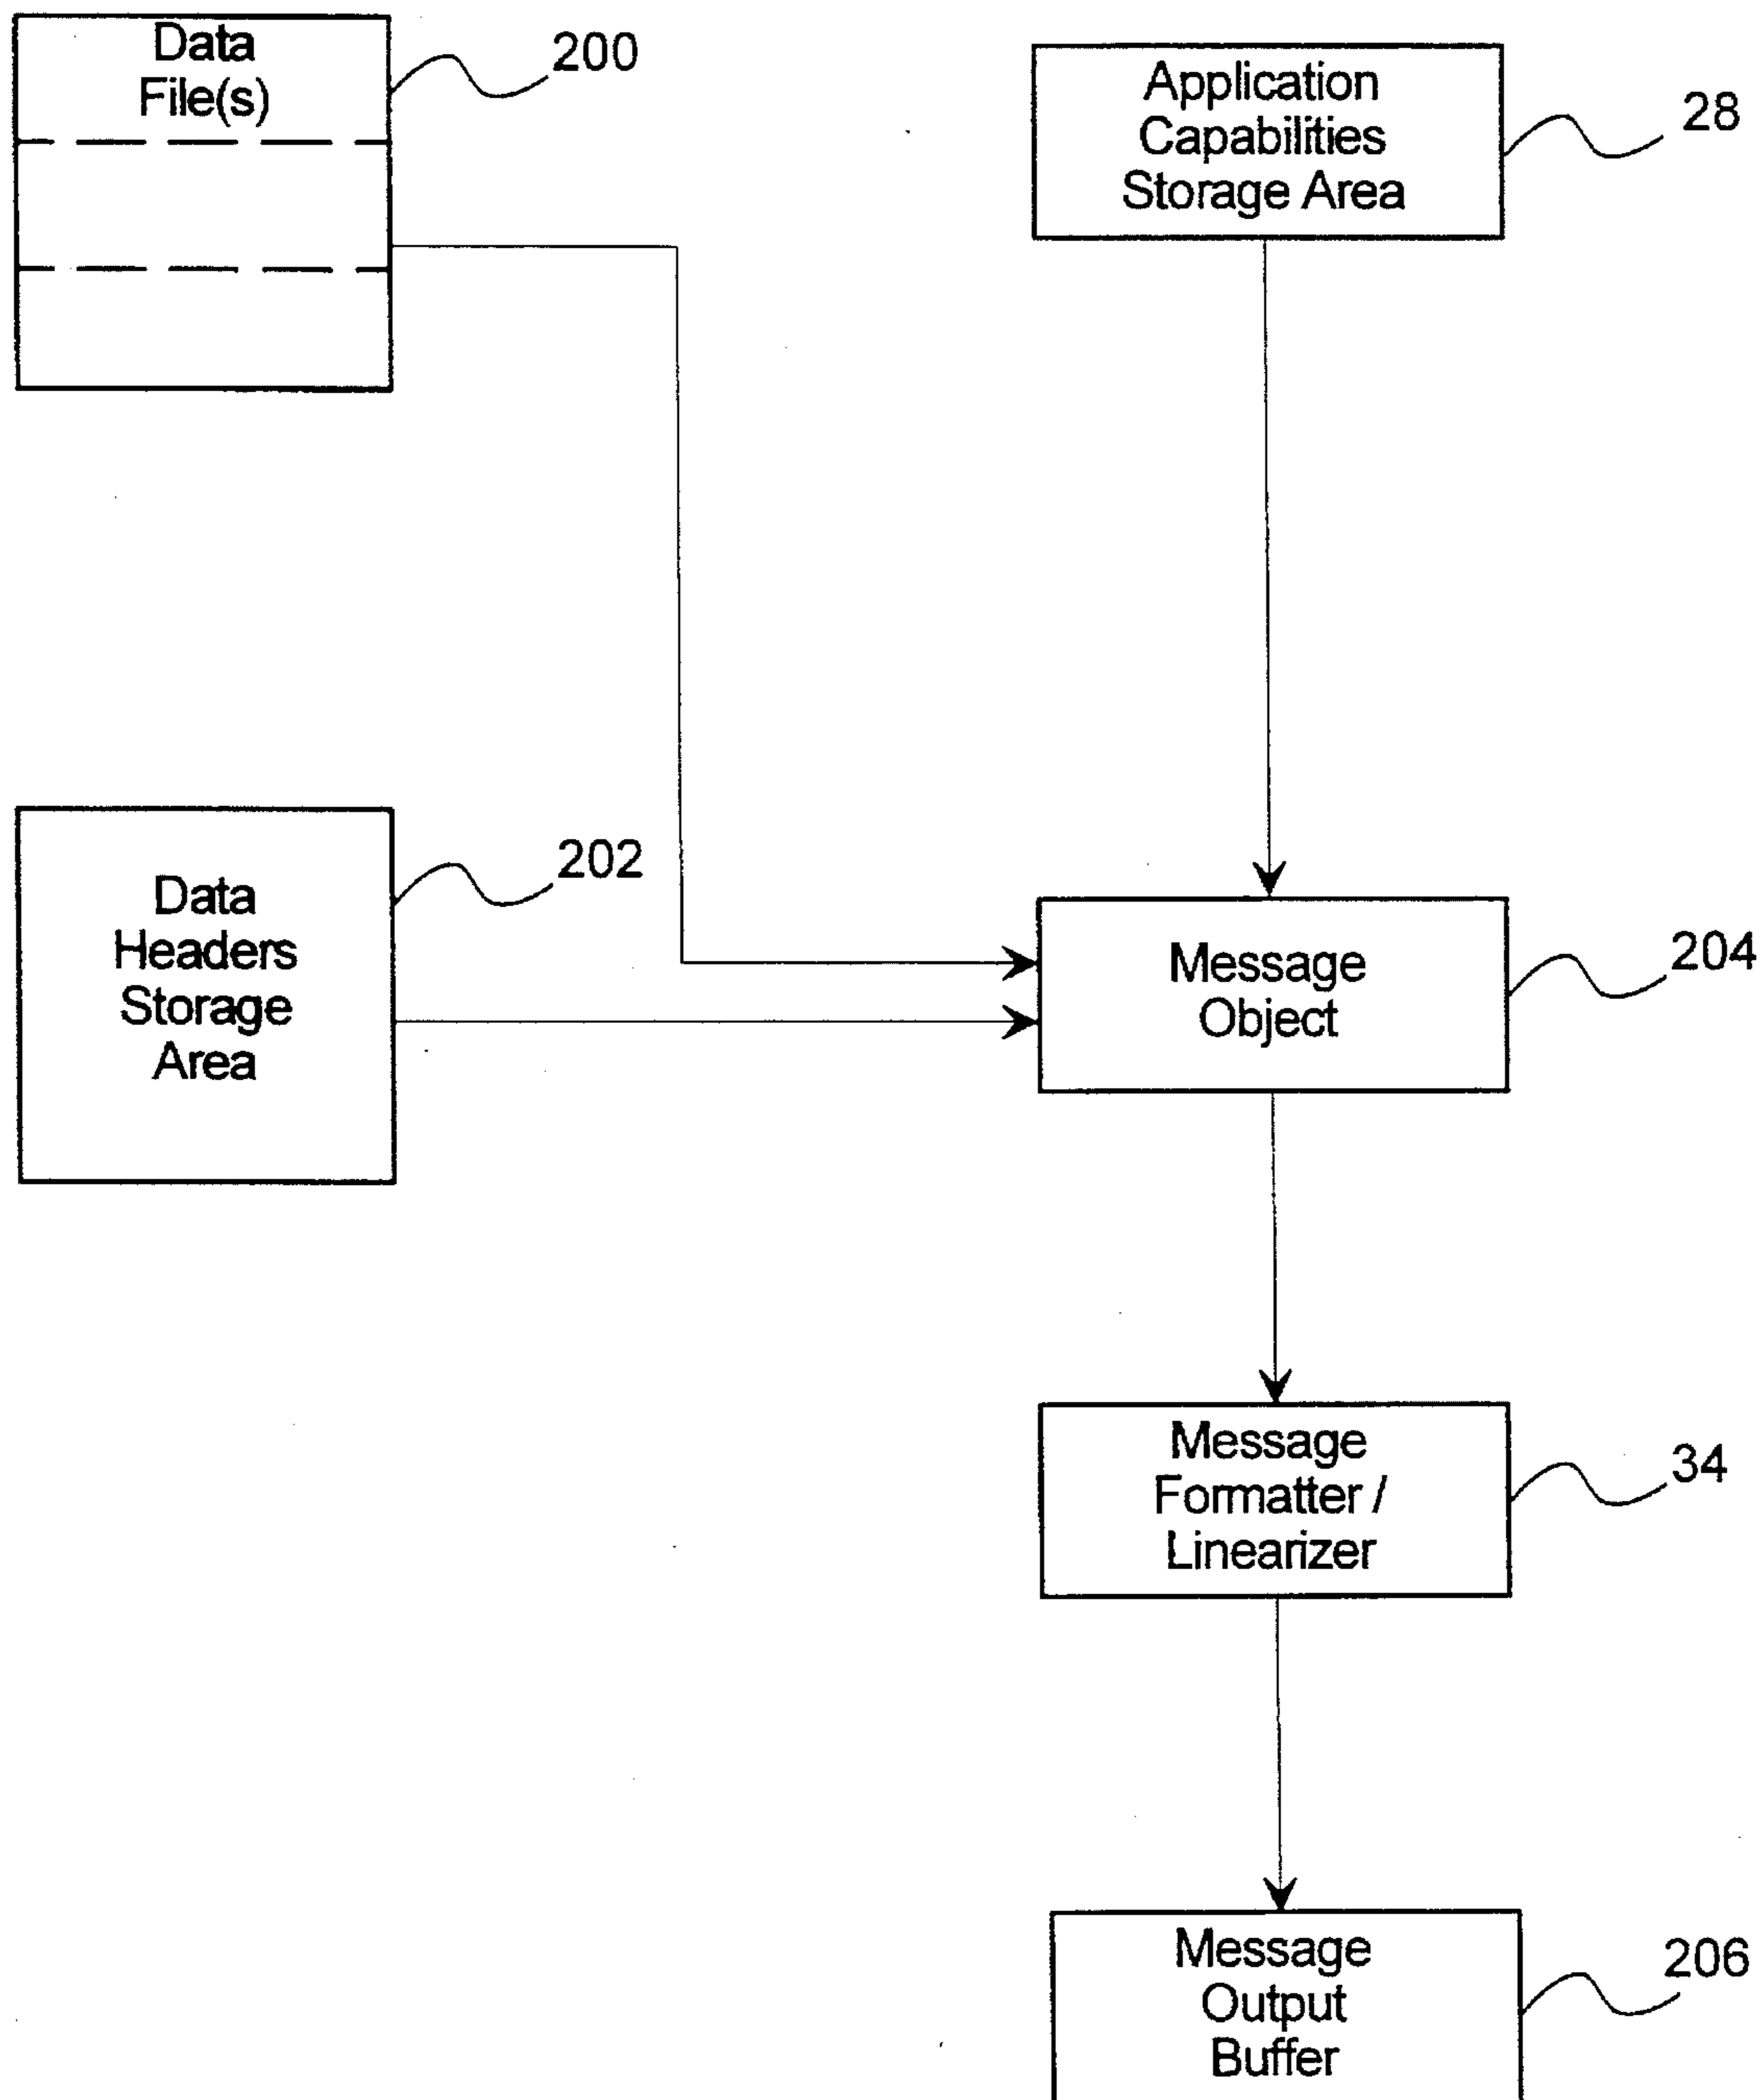 Data
File(s)
200
Application
Capabilities
Storage Area
28
Data
Headers
Storage
Area
202
Message
Object
204
Message
Formatter /
Linearizer
34
Message
Output
Buffer
206